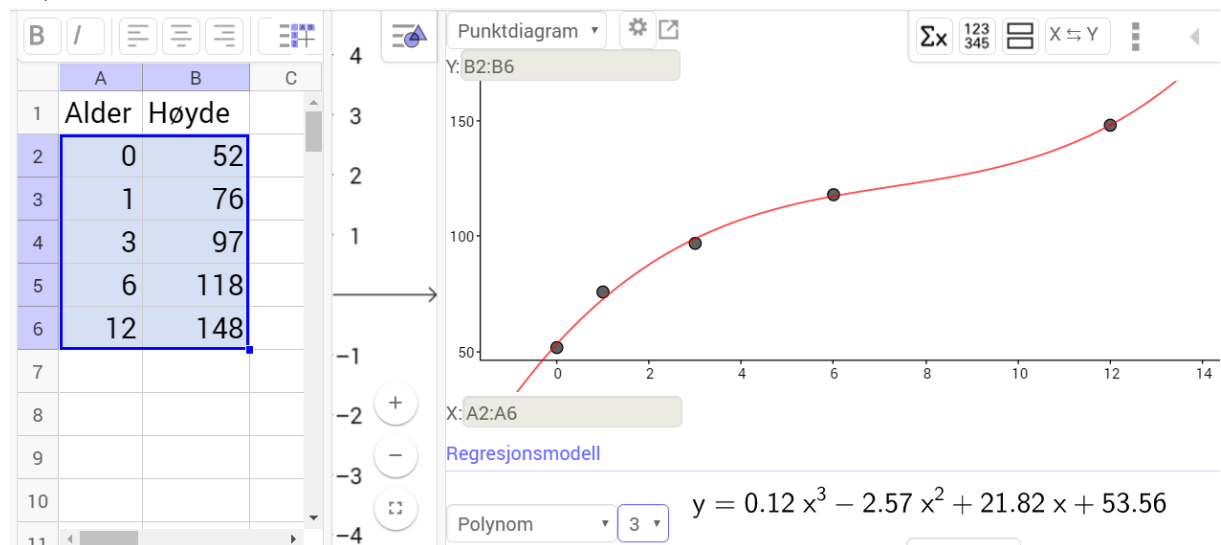 B I Σx 123 345 X ⇆ Y
Punktdiagram
Y: B2:B6
A B C
1 Alder Høyde
2 0 52
3 1 76
4 3 97
5 6 118
6 12 148
7
8
9
10
11
4
3
2
1
−1
−2
−3
−4
+
−
150
100
50
0 2 4 6 8 10 12 14
X: A2:A6
Regresjonsmodell
Polynom 3 y = 0.12 x³ − 2.57 x² + 21.82 x + 53.56